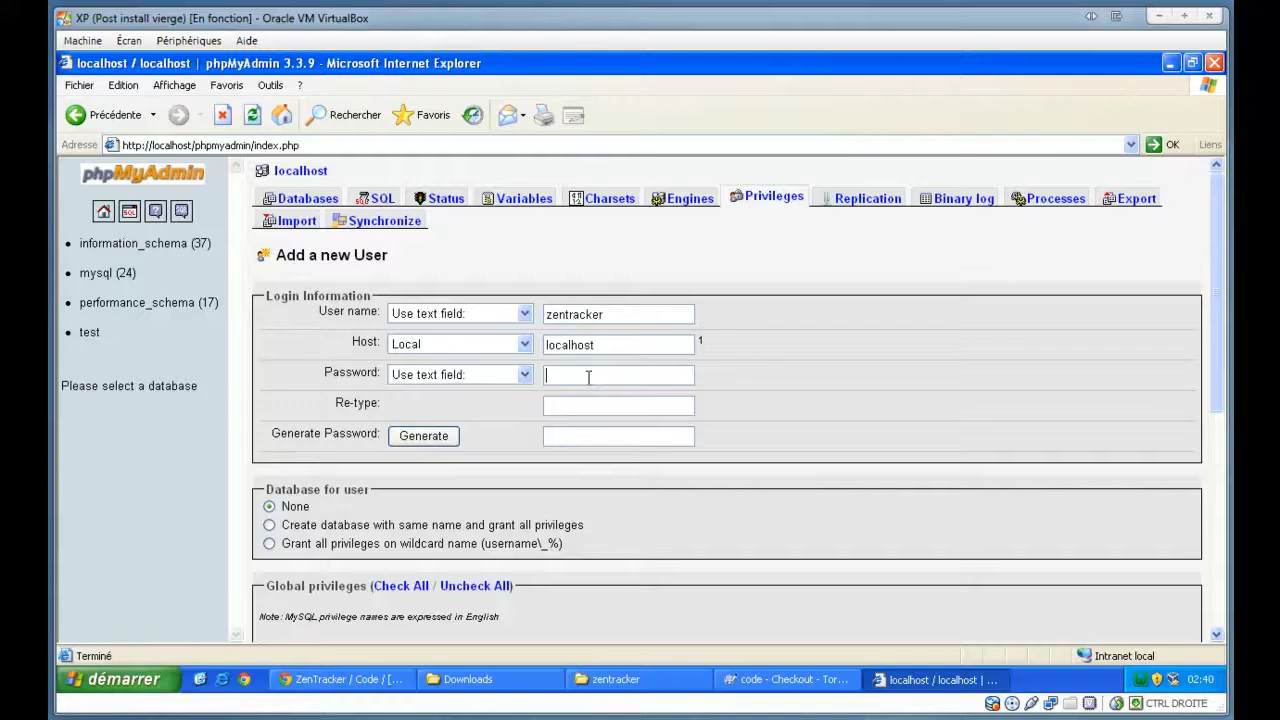 XP (Post install vierge) [En fonction] - Oracle VM VirtualBox
Machine Écran Périphériques Aide
localhost / localhost | phpMyAdmin 3.3.9 - Microsoft Internet Explorer
Fichier Edition Affichage Favoris Outils ?
Précédente Rechercher Favoris
Adresse http://localhost/phpmyadmin/index.php OK Liens
phpMyAdmin
SQL
information_schema (37)
mysql (24)
performance_schema (17)
test
Please select a database
localhost
Databases SQL Status Variables Charsets Engines Privileges Replication Binary log Processes Export
Import Synchronize
Add a new User
Login Information
User name: Use text field: zentracker
Host: Local localhost 1
Password: Use text field:
Re-type:
Generate Password: Generate
Database for user
None
Create database with same name and grant all privileges
Grant all privileges on wildcard name (username\_%)
Global privileges (Check All / Uncheck All)
Note: MySQL privilege names are expressed in English
Terminé Intranet local
démarrer ZenTracker / Code / [... Downloads zentracker code - Checkout - Tor... localhost / localhost | ... 02:40
CTRL DROITE